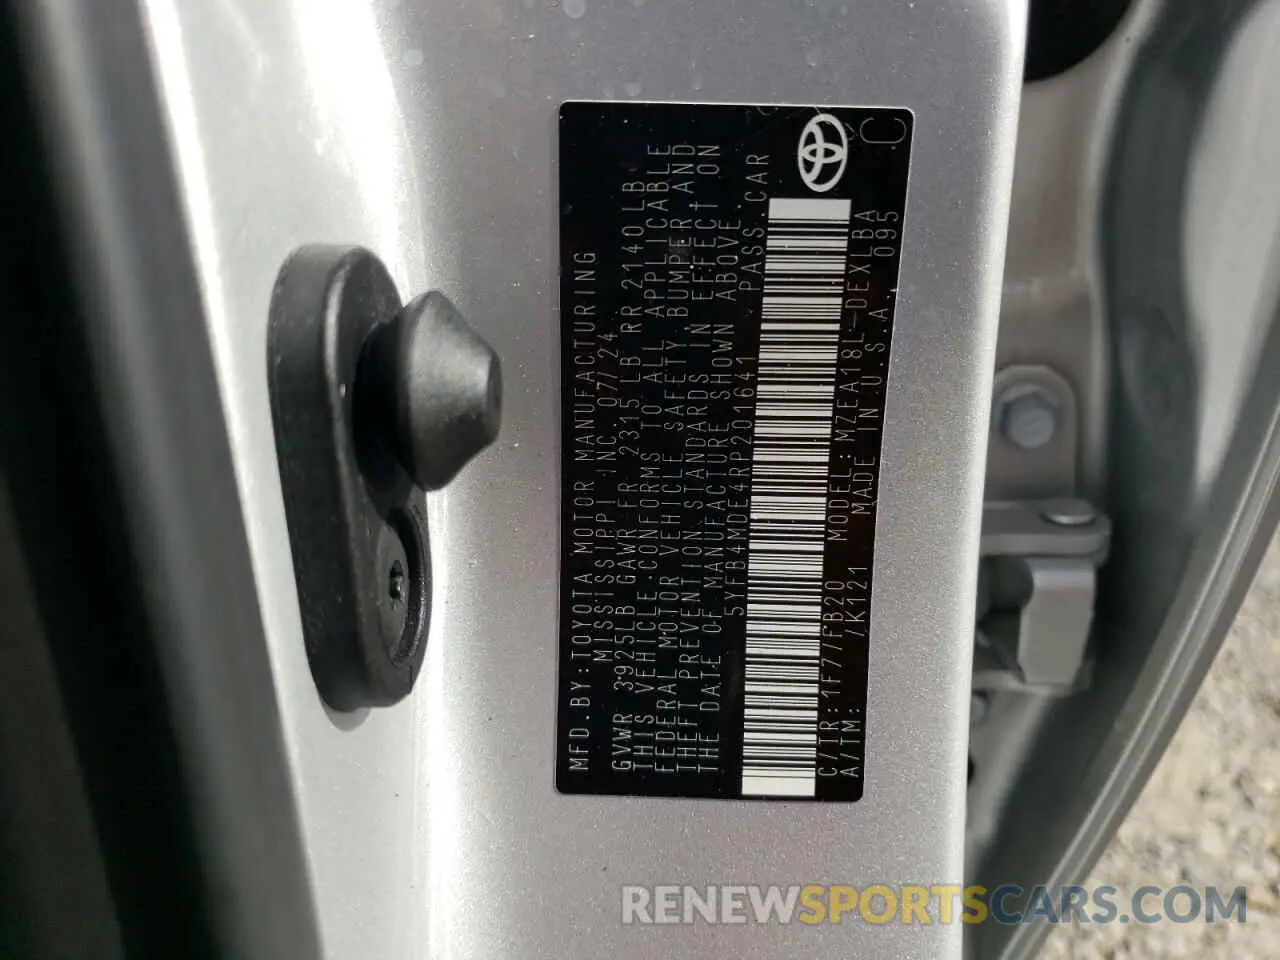 MFD.BY:TOYOTA MOTOR MANUFACTURING
MISSISSIPPI INC. 07/24
GVWR 3925LB GAWR FR 2315 LB RR 2140LB
THIS VEHICLE CONFORMS TO ALL APPLICABLE
FEDERAL MOTOR VEHICLE SAFETY, BUMPER, AND
THEFT PREVENTION STANDARDS IN EFFECT ON
THE DATE OF MANUFACTURE SHOWN ABOVE.
5YFB4MDE4RP201641 PASS.CAR
C/TR:1F7/FB20 MODEL:MZEA18L-DEXLBA
A/TM: /K121 MADE IN U.S.A. 095
C
RENEWSPORTSCARS.COM